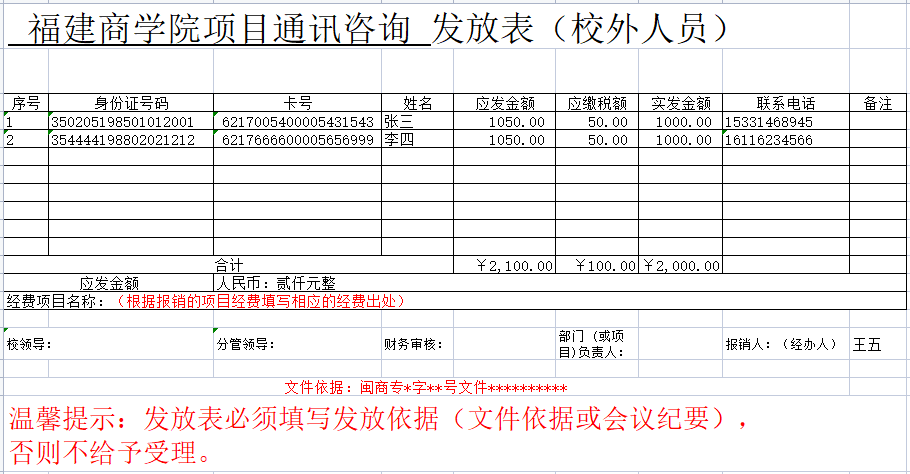 福建商学院项目通讯咨询 发放表（校外人员）
序号 身份证号码 卡号 姓名 应发金额 应缴税额 实发金额 联系电话 备注
1 350205198501012001 6217005400005431543 张三 1050.00 50.00 1000.00 15331468945
2 354444198802021212 6217666600005656999 李四 1050.00 50.00 1000.00 16116234566
合计 ￥2,100.00 ￥100.00 ￥2,000.00
应发金额 人民币：贰仟元整
经费项目名称：（根据报销的项目经费填写相应的经费出处）
校领导： 分管领导： 财务审核： 部门（或项目）负责人： 报销人：（经办人） 王五
文件依据：闽商专*字**号文件**********
温馨提示：发放表必须填写发放依据（文件依据或会议纪要），
否则不给予受理。